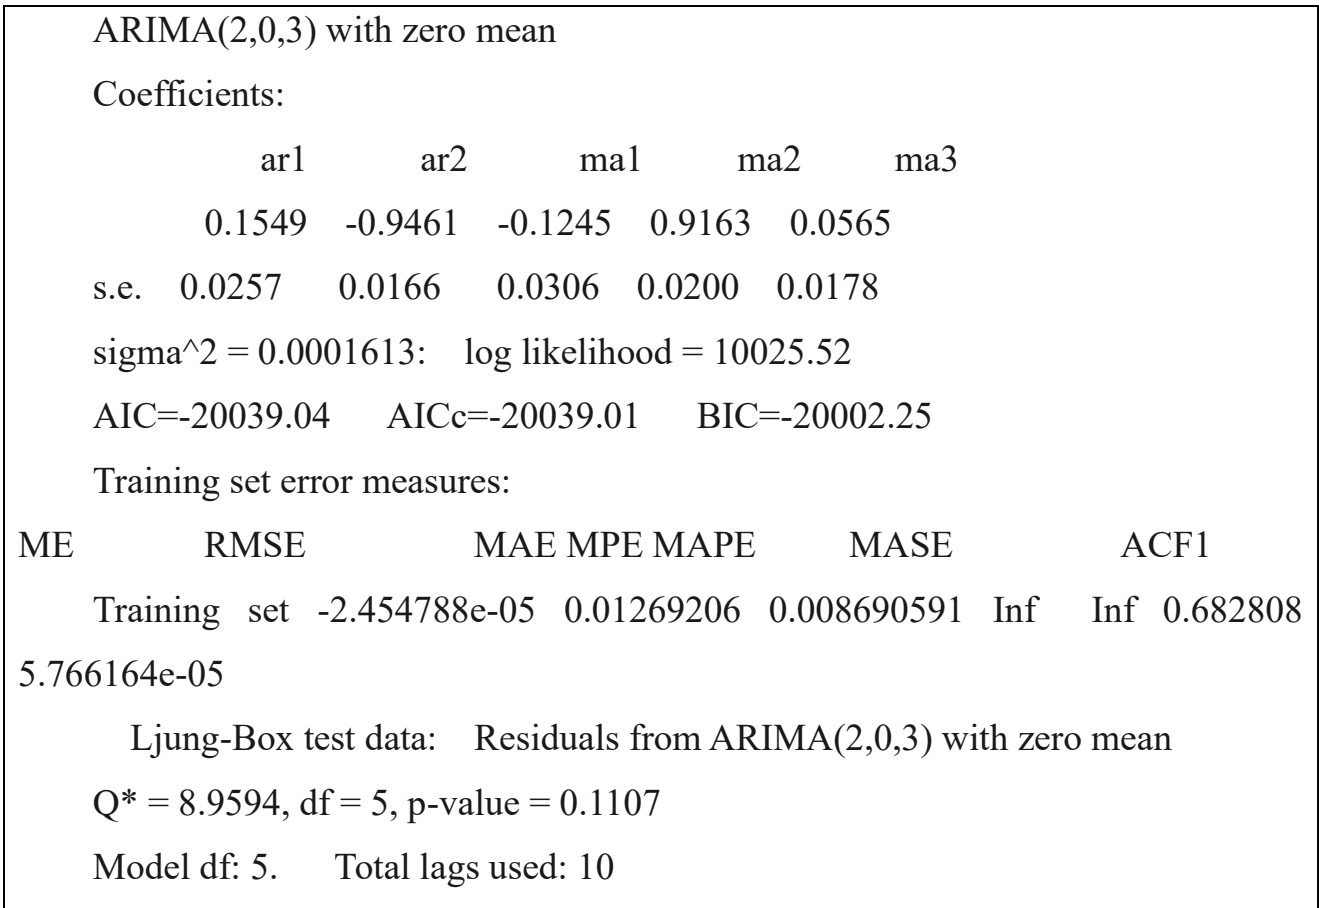 ARIMA(2,0,3) with zero mean
Coefficients:
ar1 ar2 ma1 ma2 ma3
0.1549 -0.9461 -0.1245 0.9163 0.0565
s.e. 0.0257 0.0166 0.0306 0.0200 0.0178
sigma^2 = 0.0001613: log likelihood = 10025.52
AIC=-20039.04 AICc=-20039.01 BIC=-20002.25
Training set error measures:
ME RMSE MAE MPE MAPE MASE ACF1
Training set -2.454788e-05 0.01269206 0.008690591 Inf Inf 0.682808
5.766164e-05
Ljung-Box test data: Residuals from ARIMA(2,0,3) with zero mean
Q* = 8.9594, df = 5, p-value = 0.1107
Model df: 5. Total lags used: 10